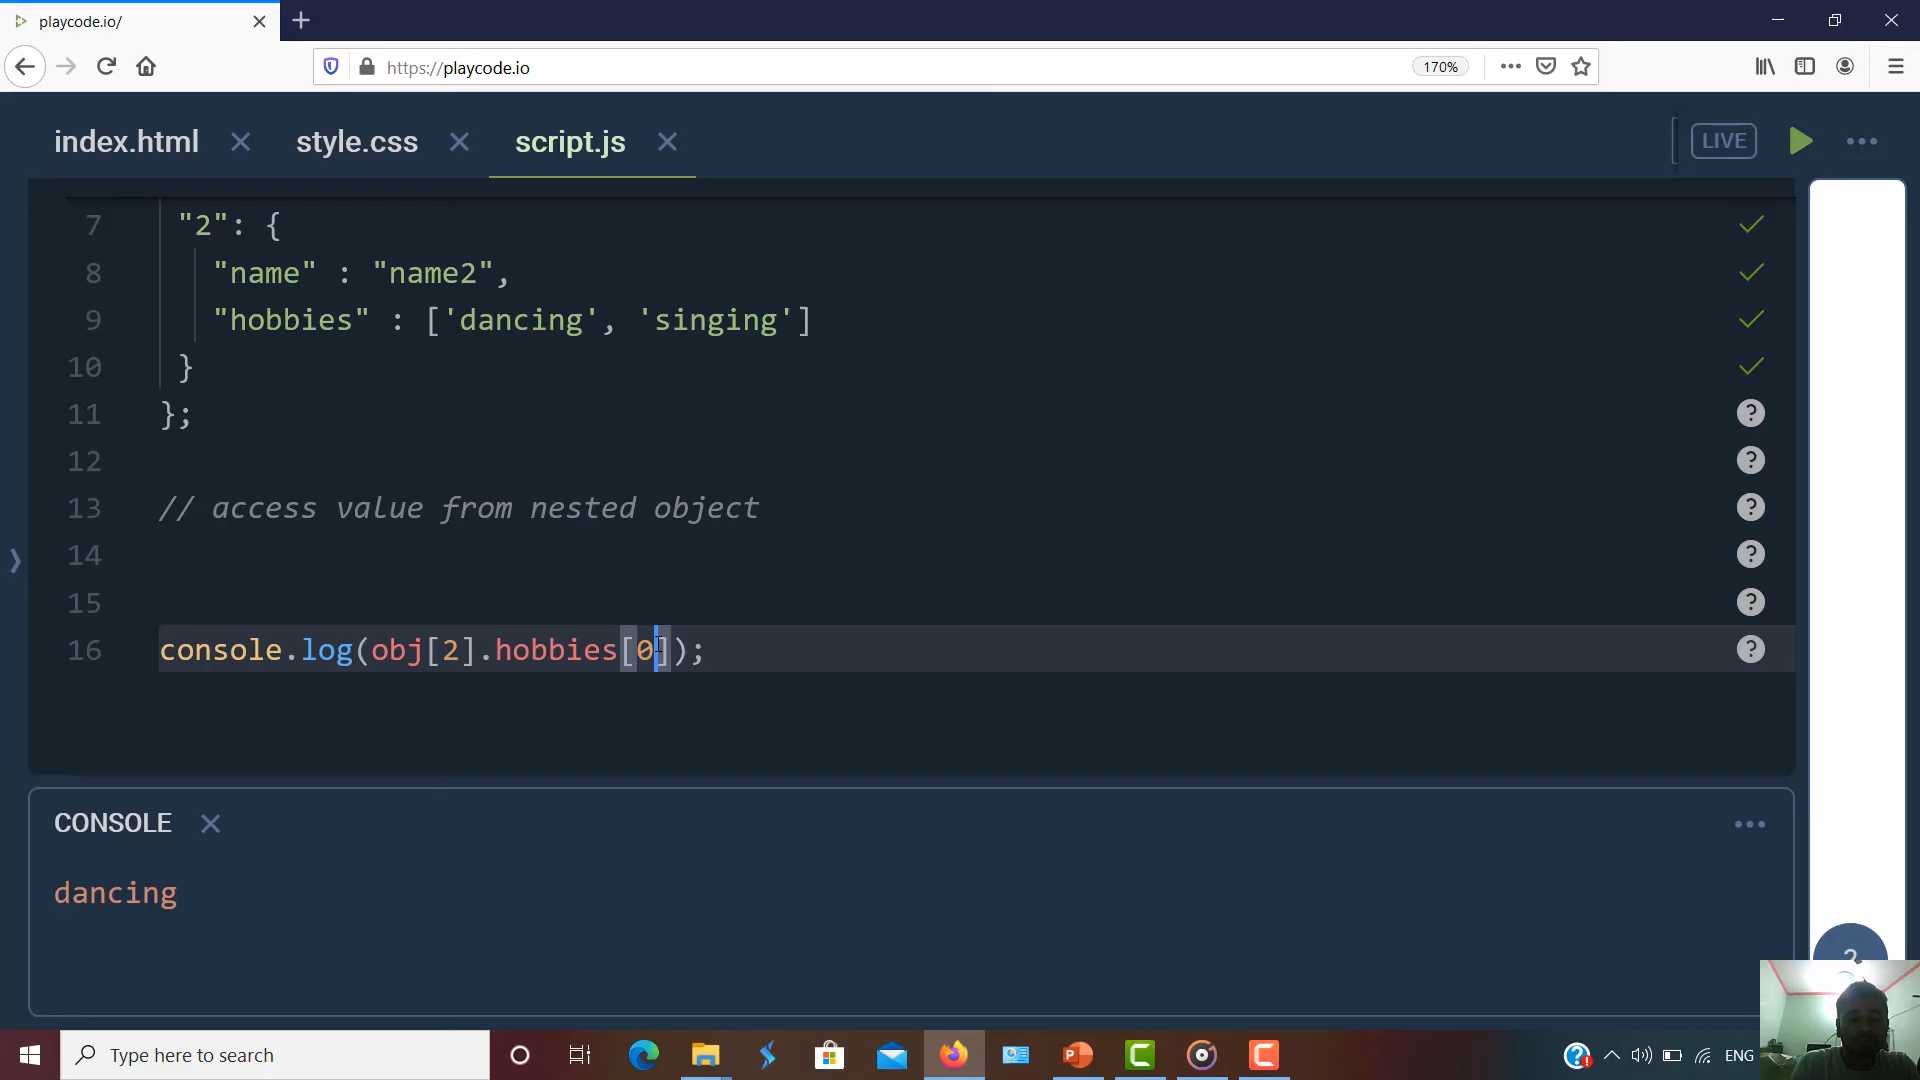 playcode.io/
https://playcode.io
170%
index.html
style.css
script.js
LIVE
7 "2": {
8 "name" : "name2",
9 "hobbies" : ['dancing', 'singing']
10 }
11 };
12
13 // access value from nested object
14
15
16 console.log(obj[2].hobbies[0]);
CONSOLE
dancing
?
Type here to search
ENG